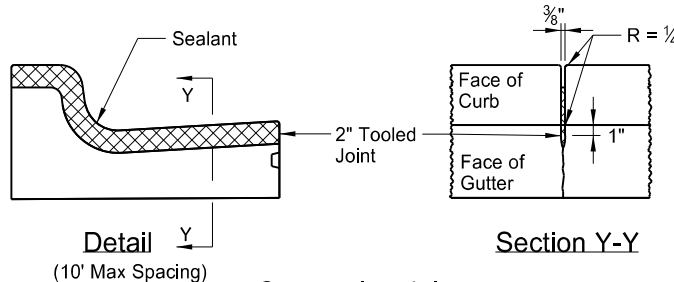 Sealant
Y
Y
2" Tooled
Joint
Detail
(10' Max Spacing)
3/8"
R = 1/
Face of
Curb
1"
Face of
Gutter
Section Y-Y